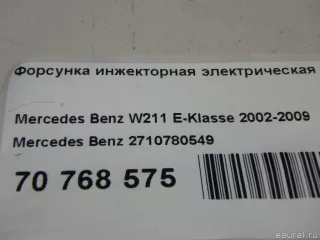 Форсунка инжекторная электрическая
Mercedes Benz W211 E-Klasse 2002-2009
Mercedes Benz 2710780549
70 768 575
eaural.ru